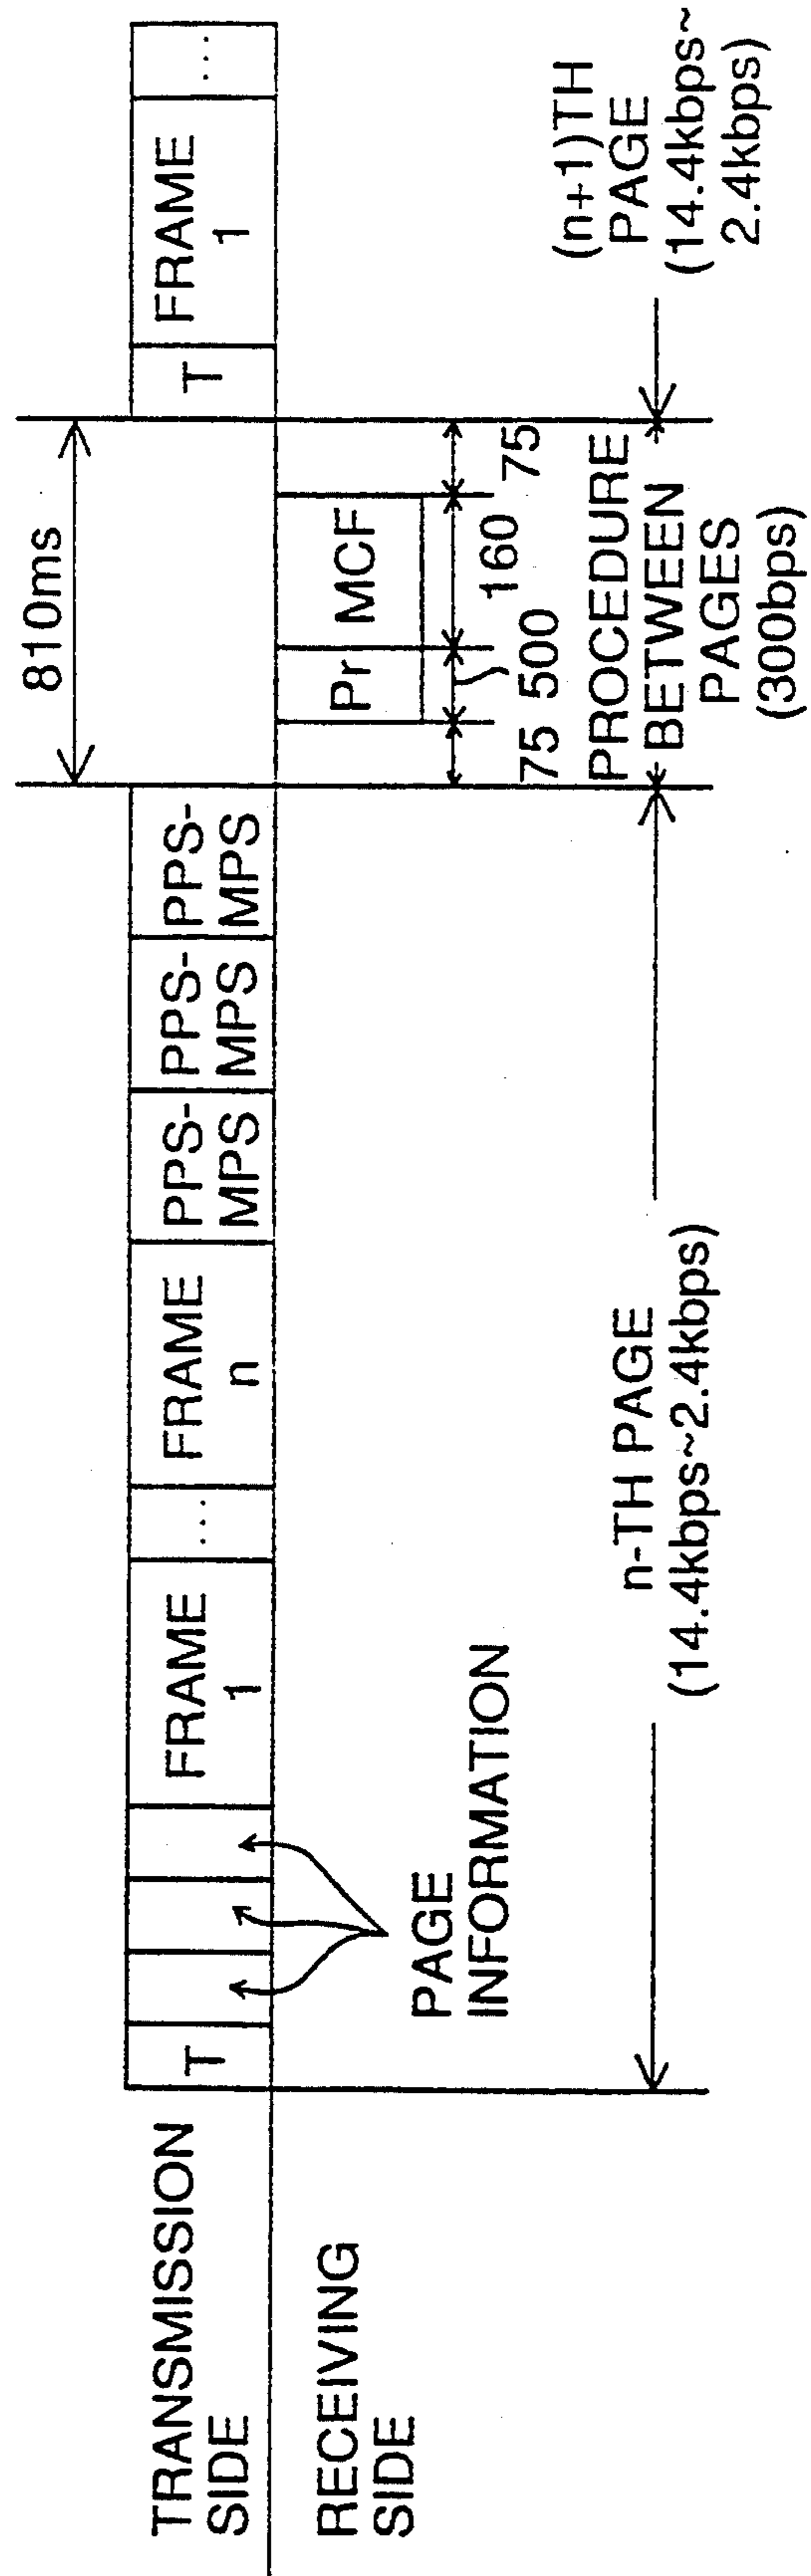 810ms
TRANSMISSION
SIDE
T
FRAME
1
...
FRAME
n
PPS-
MPS
PPS-
MPS
PPS-
MPS
T
FRAME
1
...
RECEIVING
SIDE
PAGE
INFORMATION
Pr
MCF
75
500
160
75
n-TH PAGE
(14.4kbps~2.4kbps)
PROCEDURE
BETWEEN
PAGES
(300bps)
(n+1)TH
PAGE
(14.4kbps~
2.4kbps)